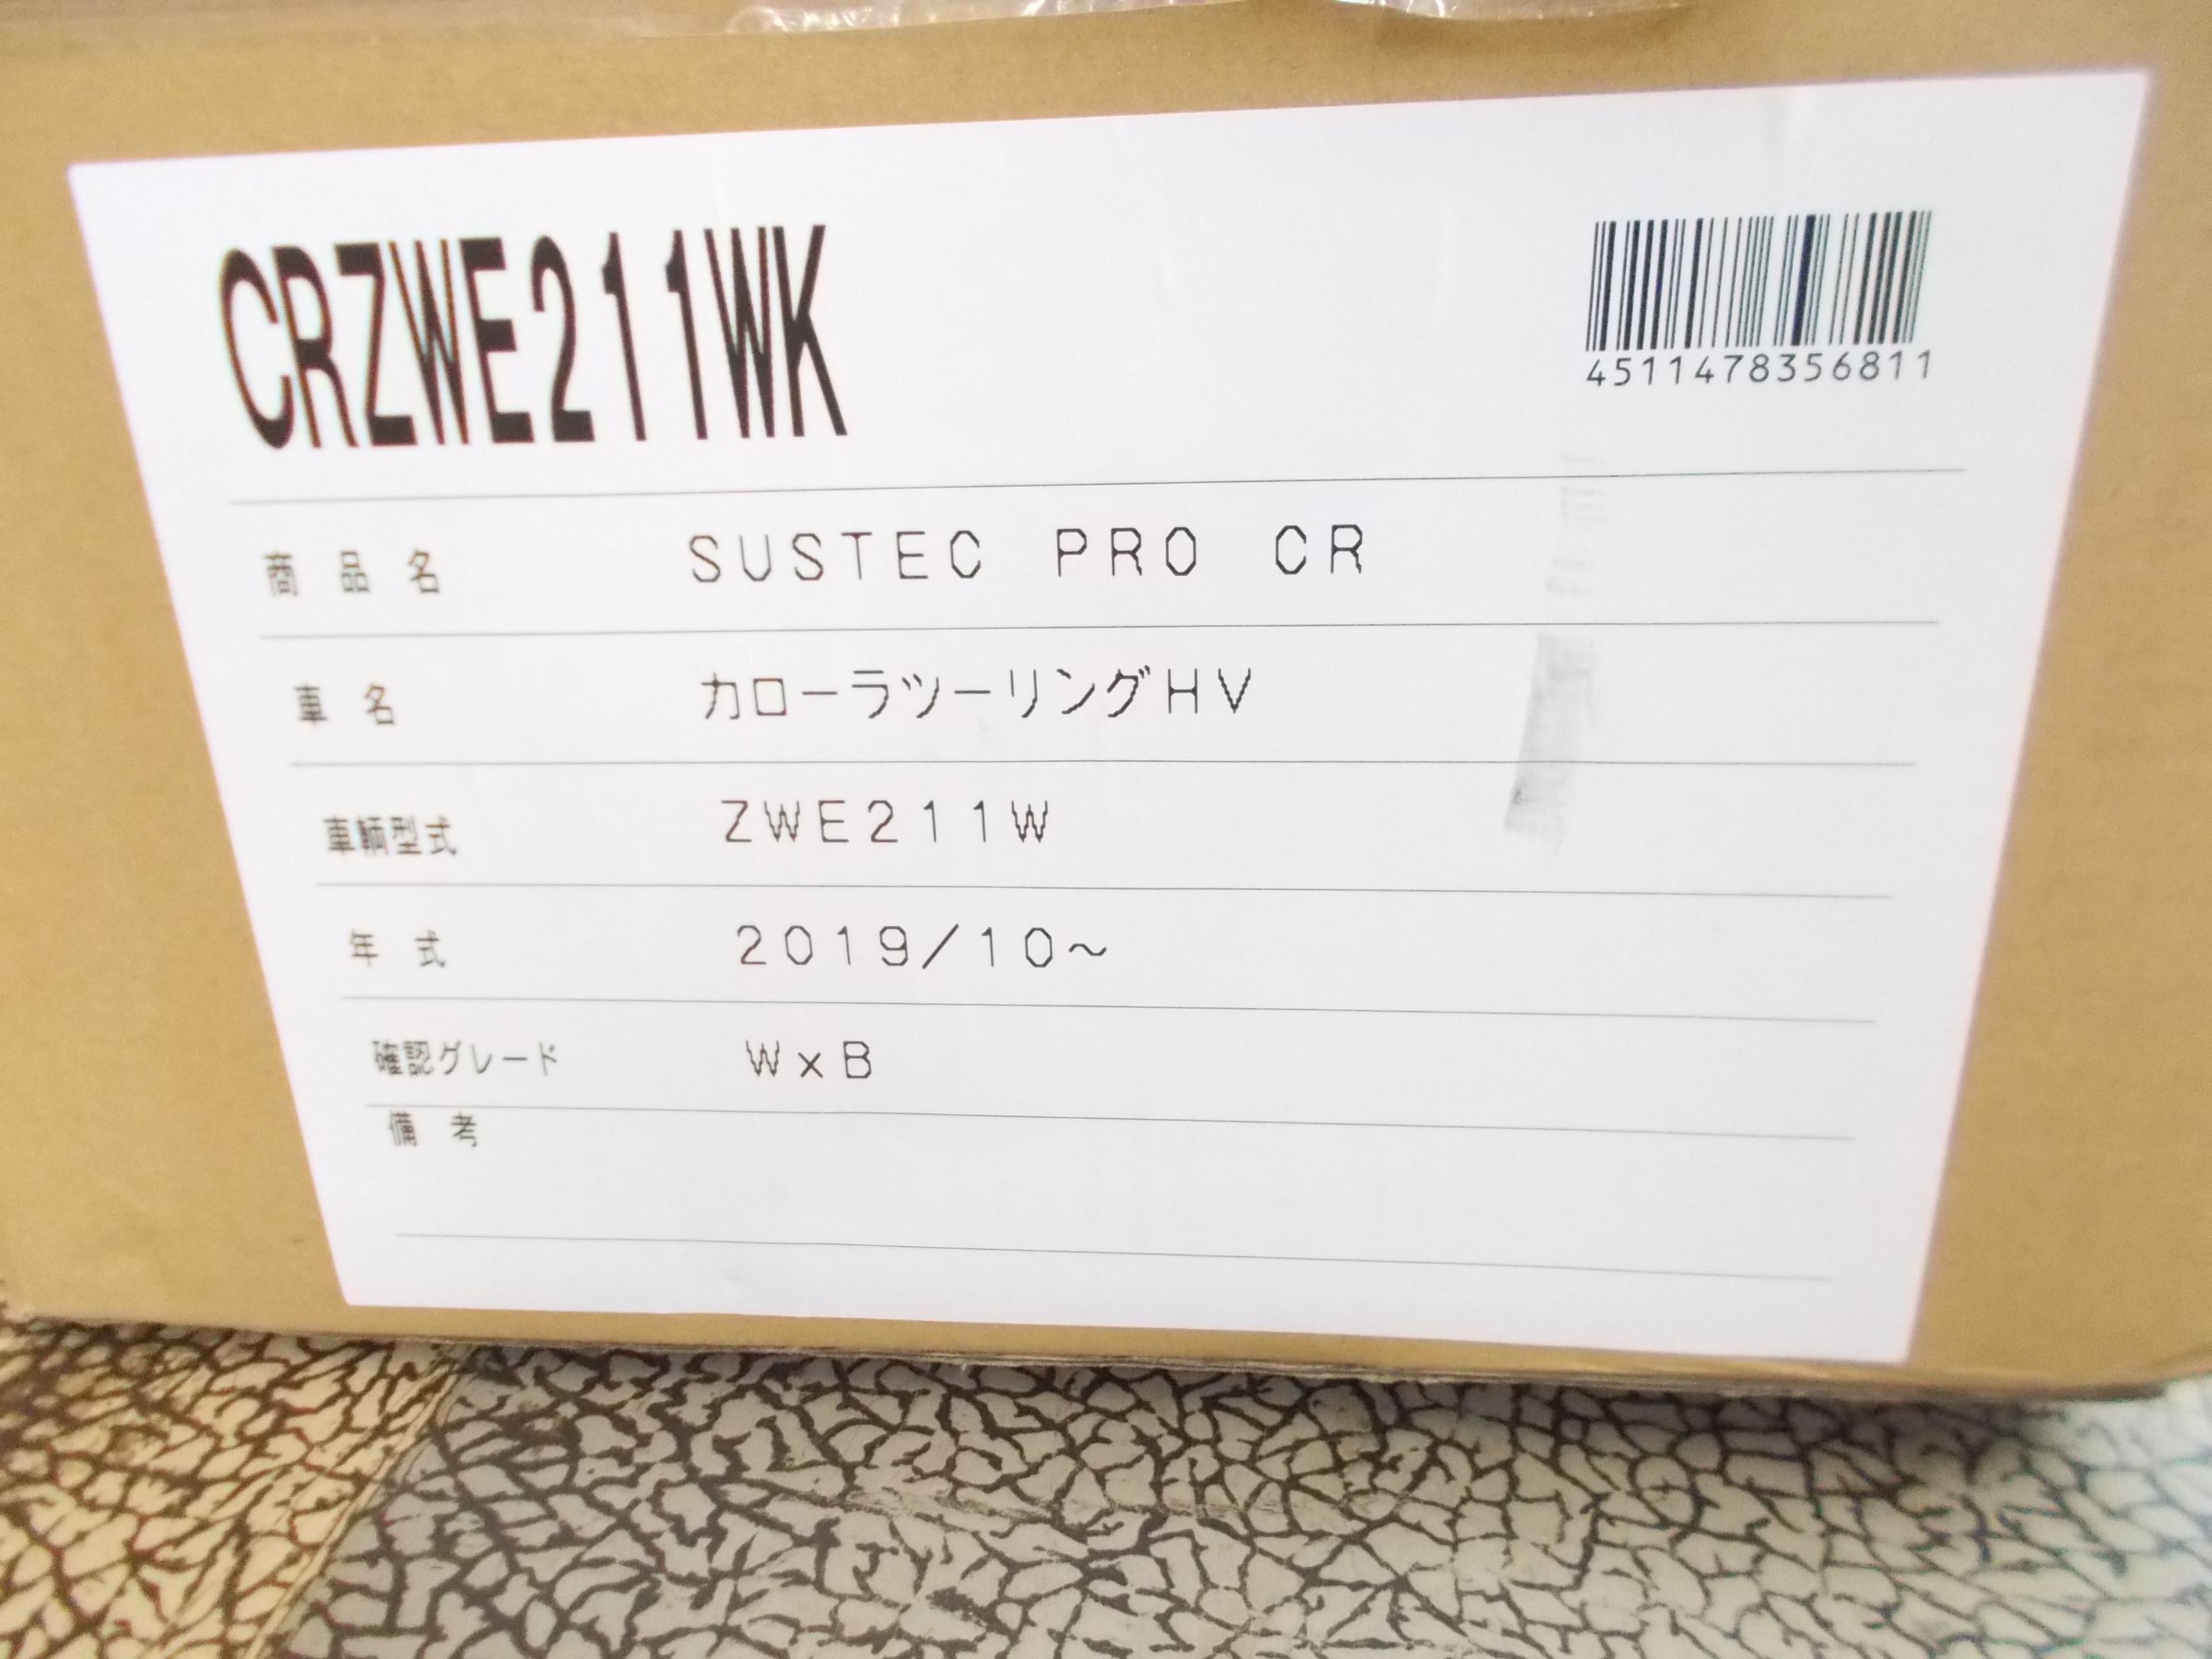 CRZWE211WK
4511478356811
商品名 SUSTEC PRO CR
車名 カローラツーリングHV
車輌型式 ZWE211W
年式 2019/10~
確認グレード WxB
備考